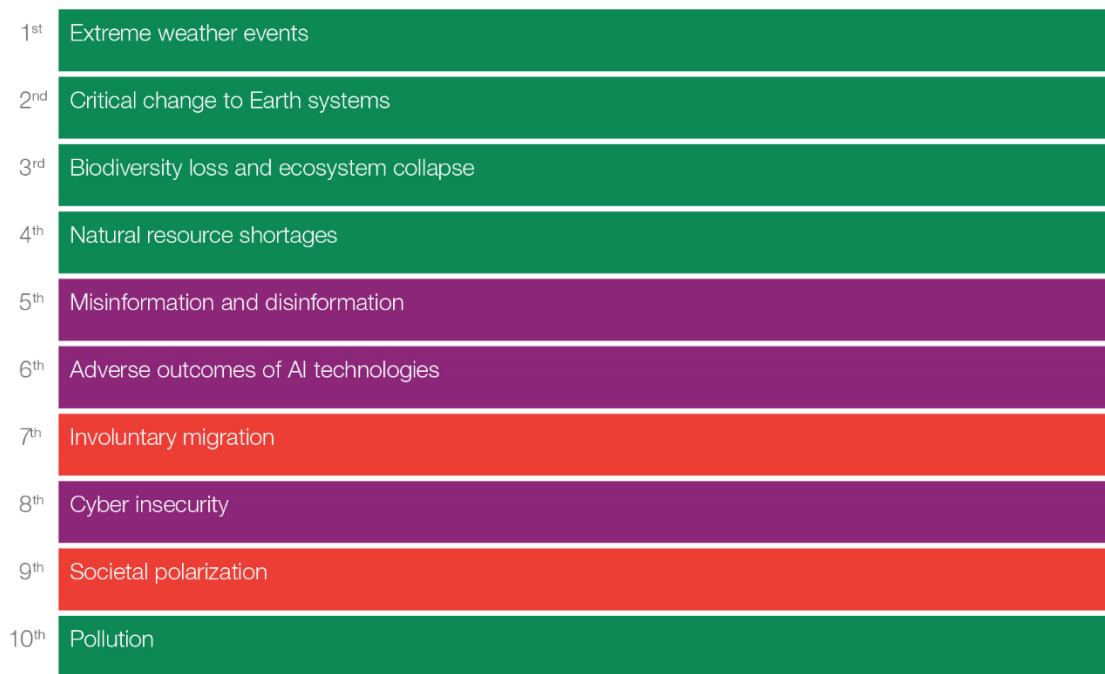 1st Extreme weather events
2nd Critical change to Earth systems
3rd Biodiversity loss and ecosystem collapse
4th Natural resource shortages
5th Misinformation and disinformation
6th Adverse outcomes of AI technologies
7th Involuntary migration
8th Cyber insecurity
9th Societal polarization
10th Pollution